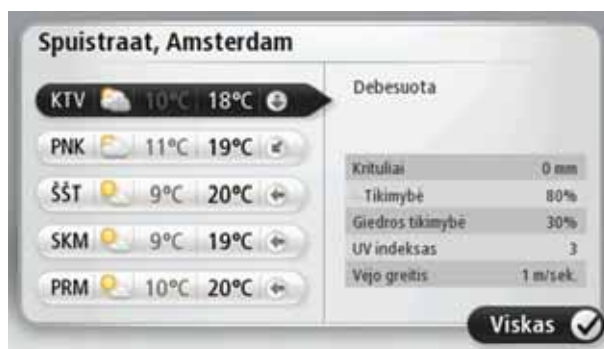 Spuistraat, Amsterdam
KTV 10°C 18°C
PNK 11°C 19°C
ŠŠT 9°C 20°C
SKM 9°C 19°C
PRM 10°C 20°C
Debesuota
Krituliai 0 mm
Tikimybė 80%
Giedros tikimybė 30%
UV indeksas 3
Vėjo greitis 1 m/sek.
Viskas